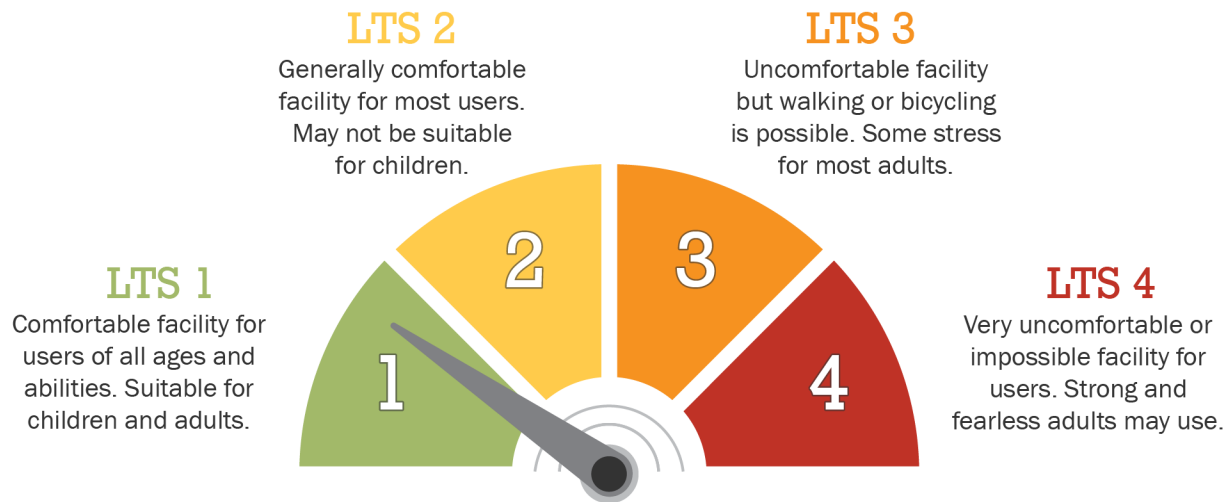 LTS 1
Comfortable facility for
users of all ages and
abilities. Suitable for
children and adults.
LTS 2
Generally comfortable
facility for most users.
May not be suitable
for children.
LTS 3
Uncomfortable facility
but walking or bicycling
is possible. Some stress
for most adults.
LTS 4
Very uncomfortable or
impossible facility for
users. Strong and
fearless adults may use.
1
2
3
4